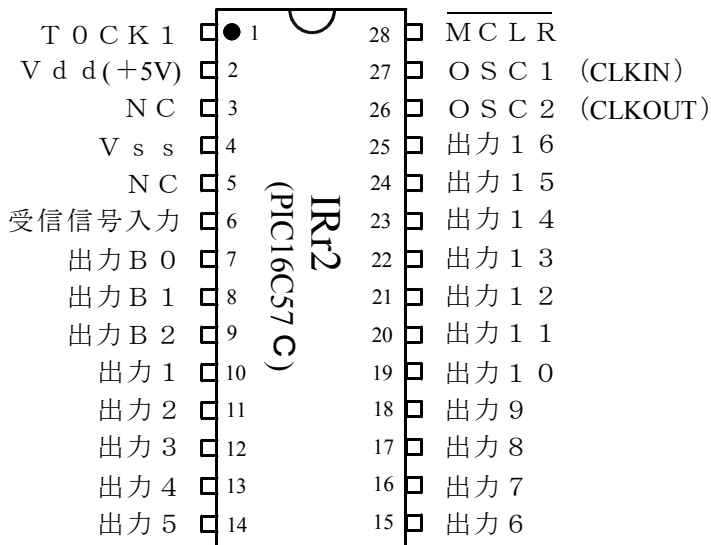 Ｔ０ＣＫ１ 1 28 ＭＣＬＲ
Ｖｄｄ(＋5V) 2 27 ＯＳＣ１ （CLKIN）
ＮＣ 3 26 ＯＳＣ２ （CLKOUT）
Ｖｓｓ 4 25 出力１６
ＮＣ 5 24 出力１５
受信信号入力 6 23 出力１４
出力Ｂ０ 7 22 出力１３
出力Ｂ１ 8 21 出力１２
出力Ｂ２ 9 20 出力１１
出力１ 10 19 出力１０
出力２ 11 18 出力９
出力３ 12 17 出力８
出力４ 13 16 出力７
出力５ 14 15 出力６
IRr2
(PIC16C57Ｃ)